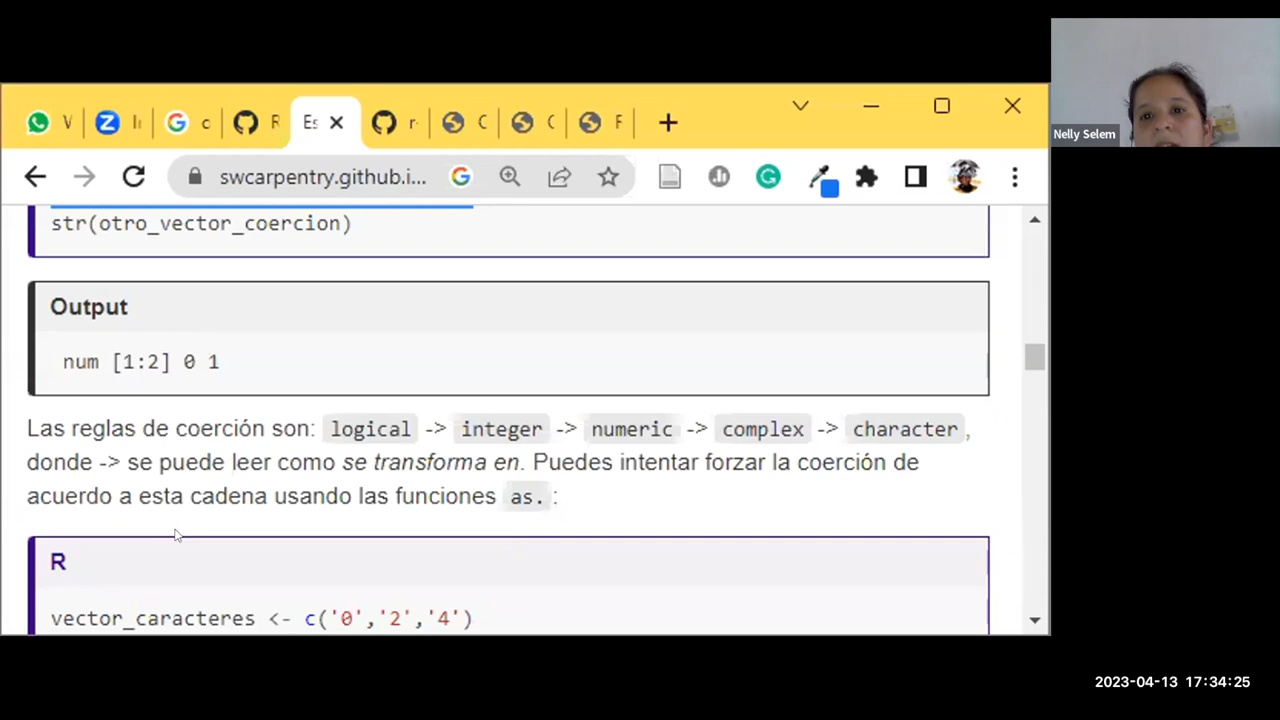 V
Iı
c
R
Es
r
C
C
F
swcarpentry.github.i...
str(otro_vector_coercion)
Output
num [1:2] 0 1
Las reglas de coerción son: logical -> integer -> numeric -> complex -> character,
donde -> se puede leer como se transforma en. Puedes intentar forzar la coerción de
acuerdo a esta cadena usando las funciones as. :
R
vector_caracteres <- c('0','2','4')
Nelly Selem
2023-04-13 17:34:25